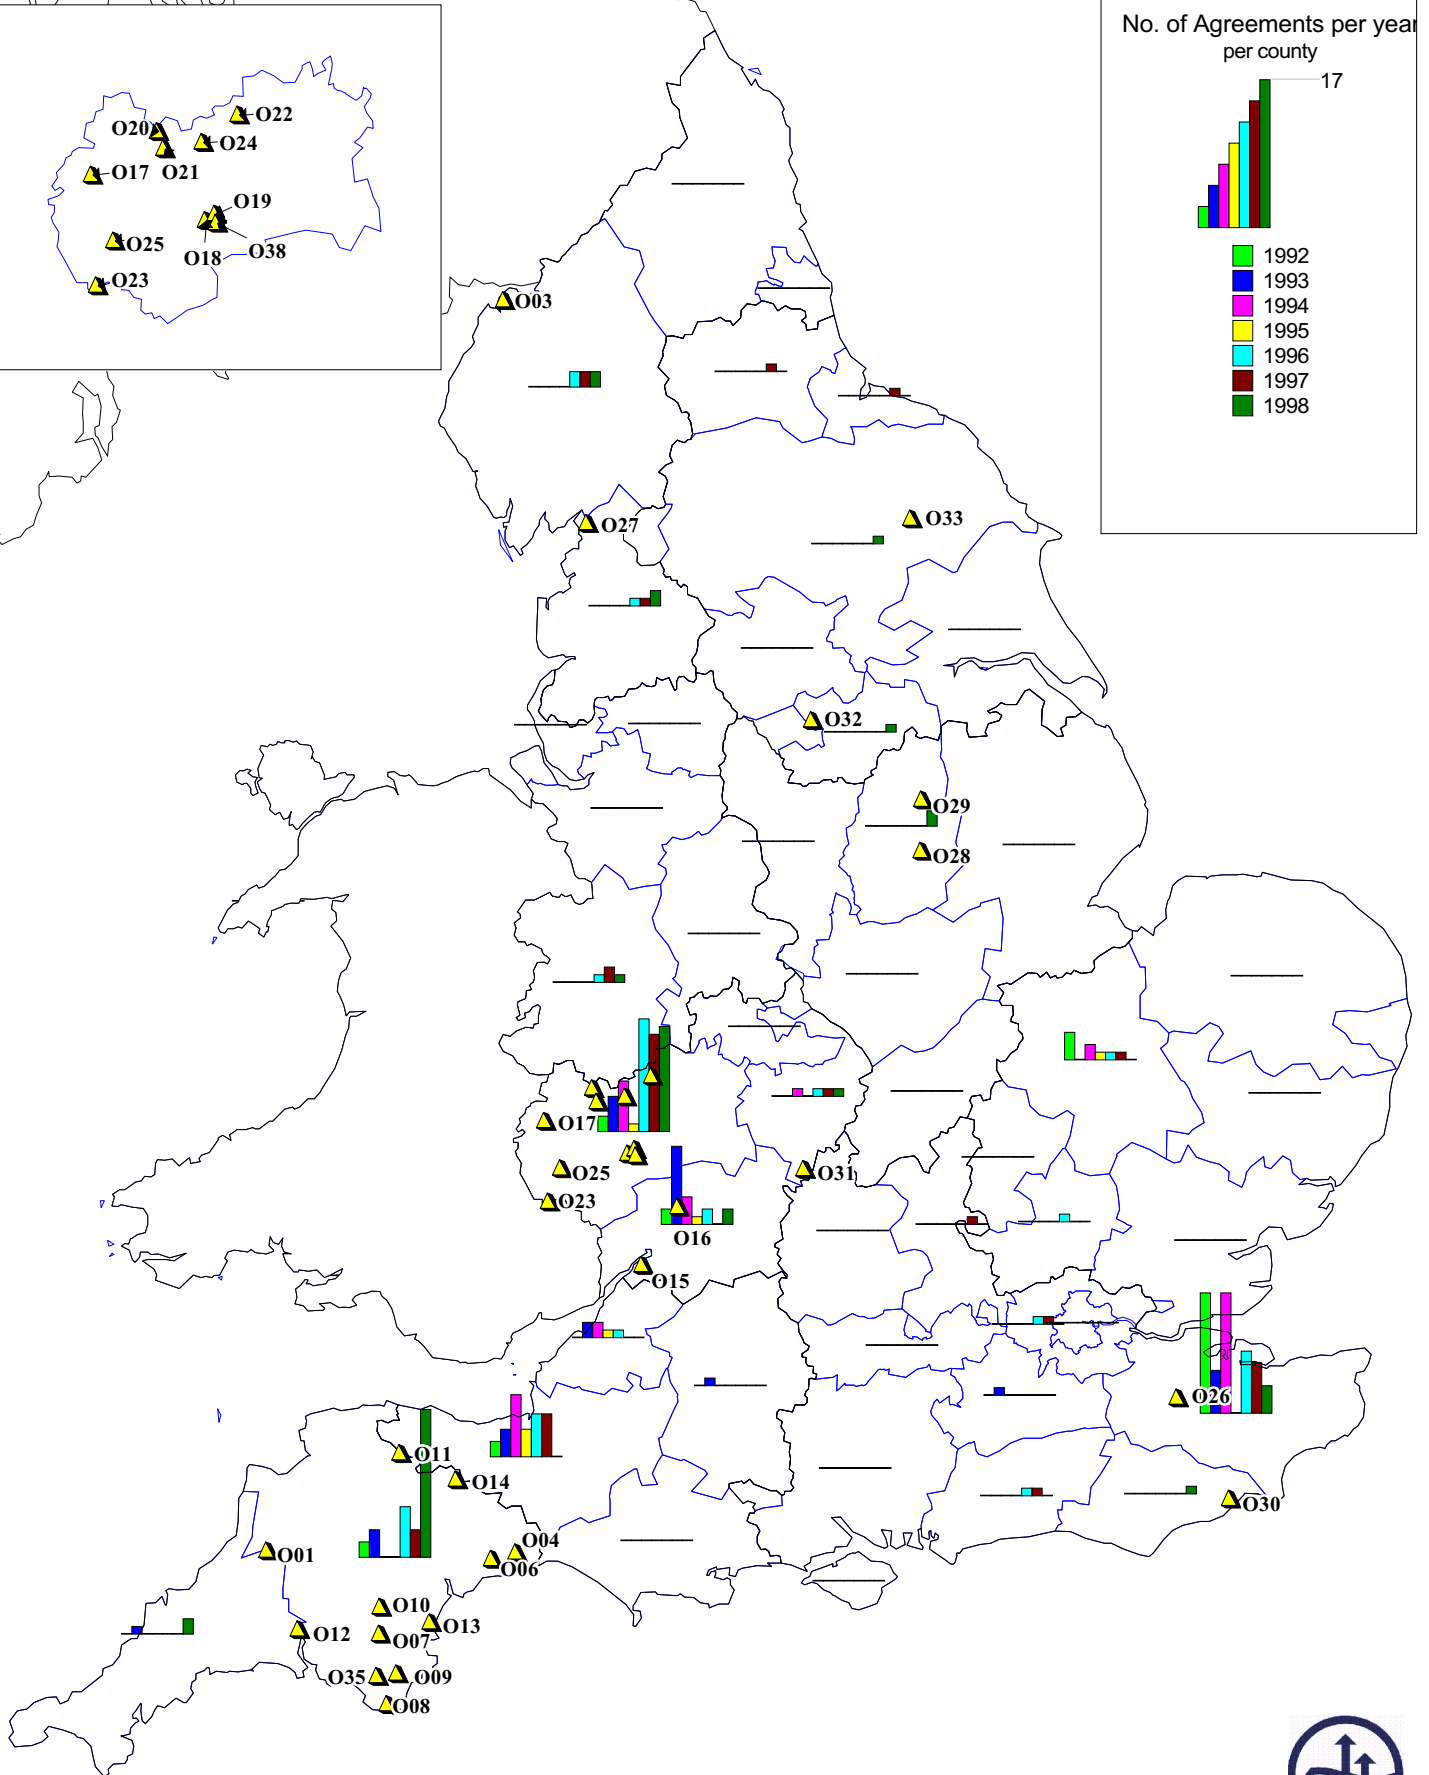 No. of Agreements per year
per county
17
1992
1993
1994
1995
1996
1997
1998
O22
O20
O24
O17
O21
O19
O25
O18
O38
O23
O03
O27
O33
O32
O29
O28
O17
O25
O31
O23
O16
O15
O26
O11
O14
O30
O04
O01
O06
O10
O13
O12
O07
O35
O09
O08